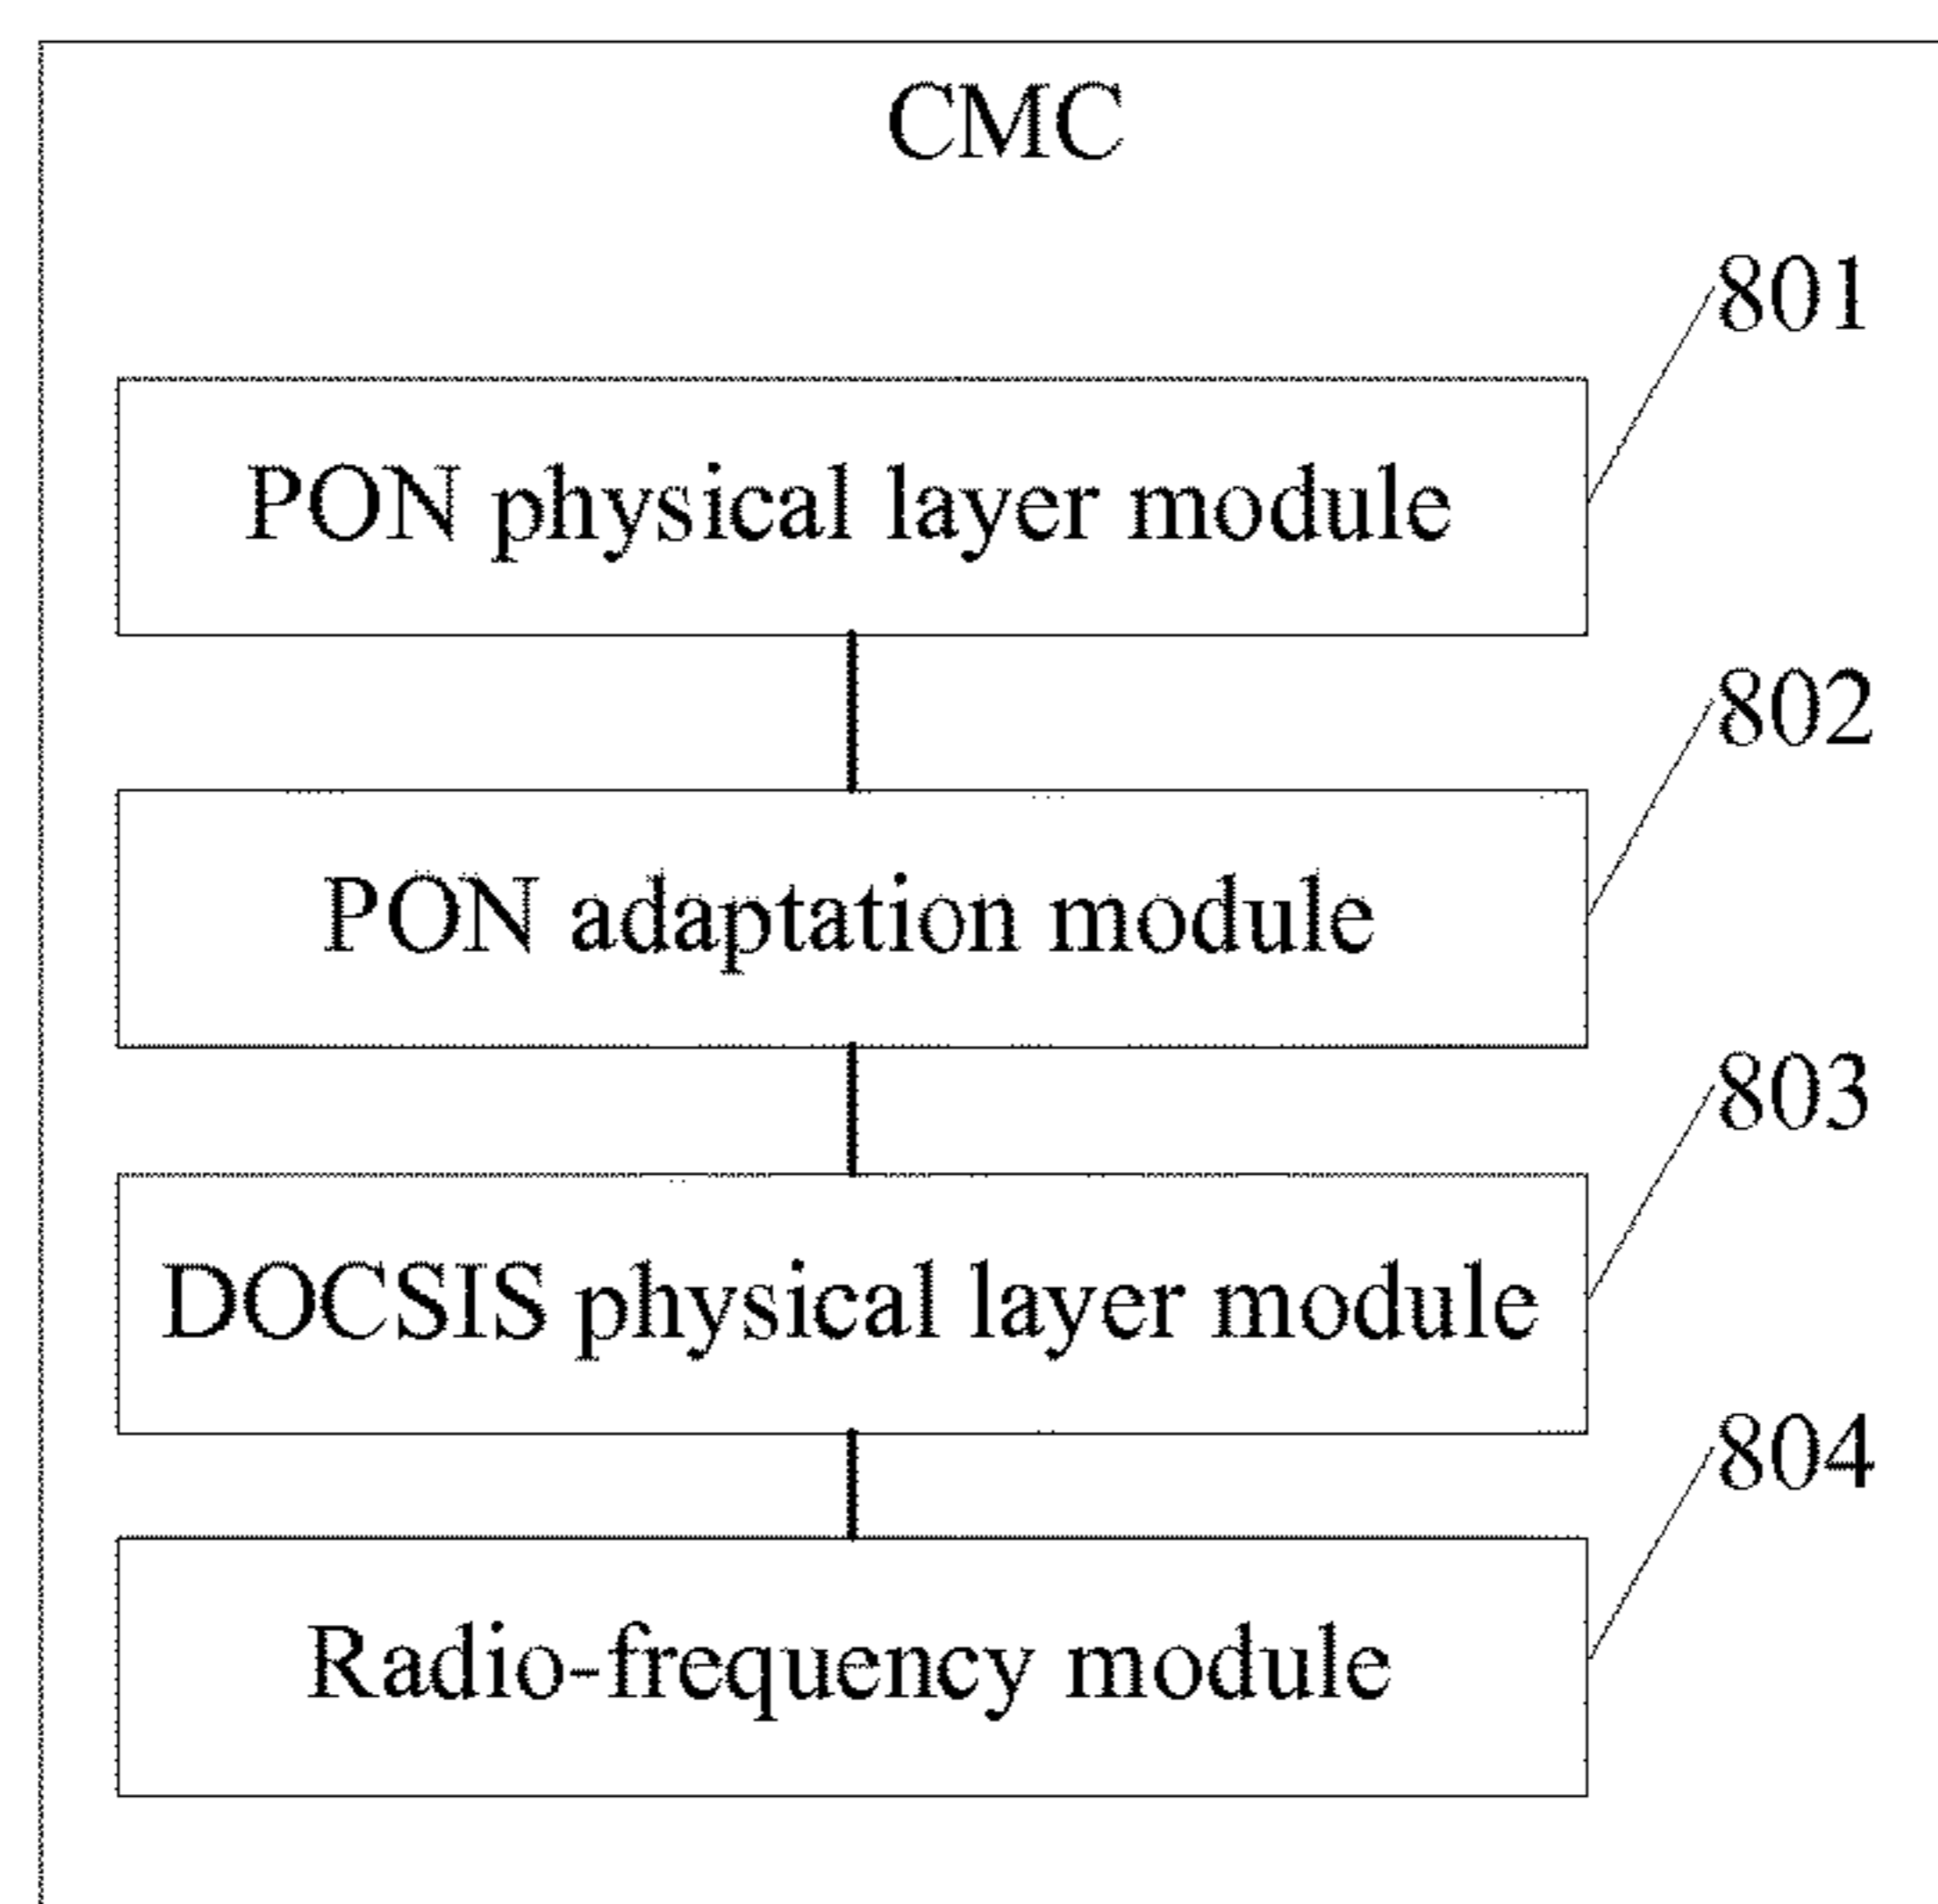 CMC
801
PON physical layer module
802
PON adaptation module
803
DOCSIS physical layer module
804
Radio-frequency module